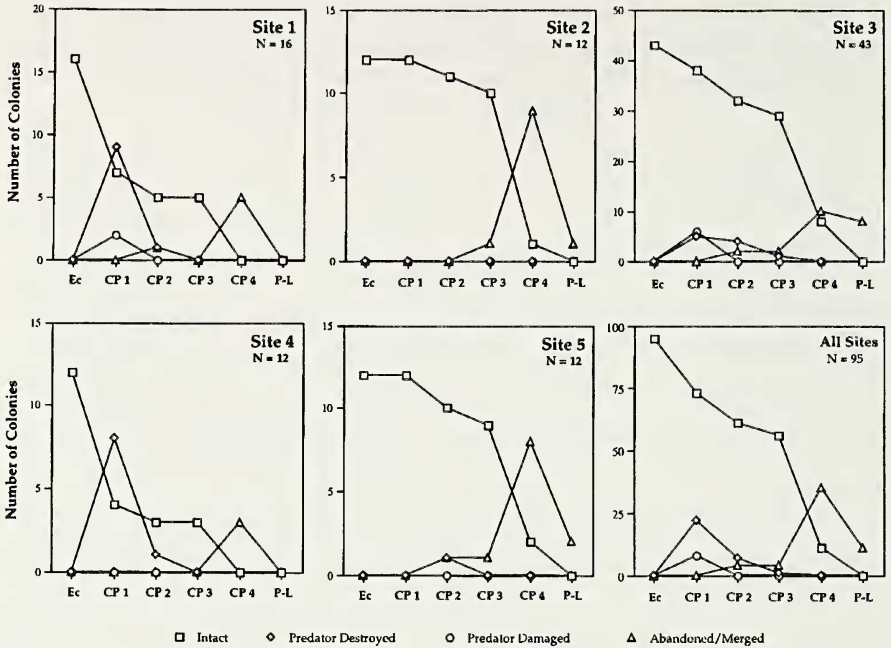 Site 1
N = 16
20
15
10
5
0
Number of Colonies
Ec CP 1 CP 2 CP 3 CP 4 P-L
Site 2
N = 12
15
10
5
0
Ec CP 1 CP 2 CP 3 CP 4 P-L
Site 3
N = 43
50
40
30
20
10
0
Ec CP 1 CP 2 CP 3 CP 4 P-L
Site 4
N = 12
15
10
5
0
Number of Colonies
Ec CP 1 CP 2 CP 3 CP 4 P-L
Site 5
N = 12
15
10
5
0
Ec CP 1 CP 2 CP 3 CP 4 P-L
All Sites
N = 95
100
75
50
25
0
Ec CP 1 CP 2 CP 3 CP 4 P-L
Intact Predator Destroyed Predator Damaged Abandoned/Merged